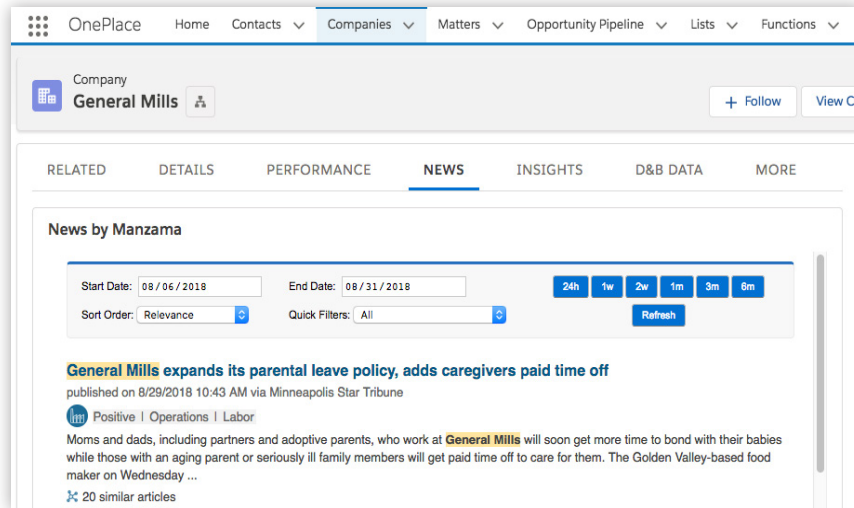 OnePlace Home Contacts Companies Matters Opportunity Pipeline Lists Functions
Company
General Mills
+ Follow
View C
RELATED DETAILS PERFORMANCE NEWS INSIGHTS D&B DATA MORE
News by Manzama
Start Date: 08/06/2018 End Date: 08/31/2018 24h 1w 2w 1m 3m 6m
Sort Order: Relevance Quick Filters: All Refresh
General Mills expands its parental leave policy, adds caregivers paid time off
published on 8/29/2018 10:43 AM via Minneapolis Star Tribune
Positive | Operations | Labor
Moms and dads, including partners and adoptive parents, who work at General Mills will soon get more time to bond with their babies
while those with an aging parent or seriously ill family members will get paid time off to care for them. The Golden Valley-based food
maker on Wednesday ...
20 similar articles